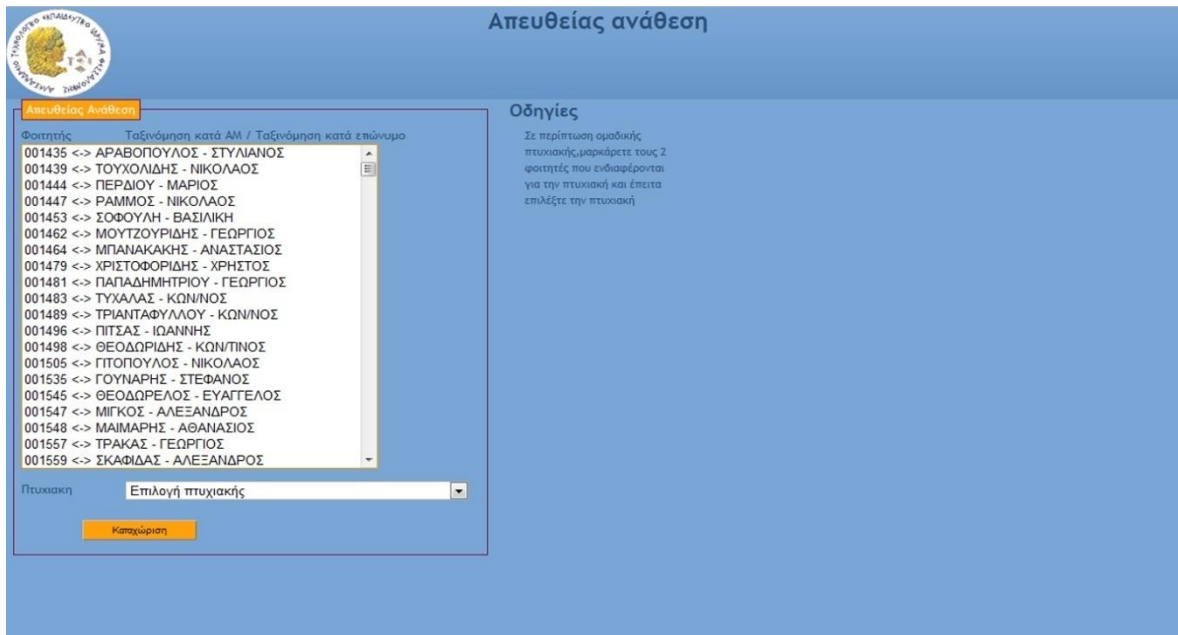 Απευθείας ανάθεση
Απευθείας Ανάθεση
Φοιτητής Ταξινόμηση κατά ΑΜ / Ταξινόμηση κατά επώνυμο
001435 <-> ΑΡΑΒΟΠΟΥΛΟΣ - ΣΤΥΛΙΑΝΟΣ
001439 <-> ΤΟΥΧΟΛΙΔΗΣ - ΝΙΚΟΛΑΟΣ
001444 <-> ΠΕΡΔΙΟΥ - ΜΑΡΙΟΣ
001447 <-> ΡΑΜΜΟΣ - ΝΙΚΟΛΑΟΣ
001453 <-> ΣΟΦΟΥΛΗ - ΒΑΣΙΛΙΚΗ
001462 <-> ΜΟΥΤΖΟΥΡΙΔΗΣ - ΓΕΩΡΓΙΟΣ
001464 <-> ΜΠΑΝΑΚΑΚΗΣ - ΑΝΑΣΤΑΣΙΟΣ
001479 <-> ΧΡΙΣΤΟΦΟΡΙΔΗΣ - ΧΡΗΣΤΟΣ
001481 <-> ΠΑΠΑΔΗΜΗΤΡΙΟΥ - ΓΕΩΡΓΙΟΣ
001483 <-> ΤΥΧΑΛΑΣ - ΚΩΝ/ΝΟΣ
001489 <-> ΤΡΙΑΝΤΑΦΥΛΛΟΥ - ΚΩΝ/ΝΟΣ
001496 <-> ΠΙΤΣΑΣ - ΙΩΑΝΝΗΣ
001498 <-> ΘΕΟΔΩΡΙΔΗΣ - ΚΩΝ/ΤΙΝΟΣ
001505 <-> ΓΙΤΟΠΟΥΛΟΣ - ΝΙΚΟΛΑΟΣ
001535 <-> ΓΟΥΝΑΡΗΣ - ΣΤΕΦΑΝΟΣ
001545 <-> ΘΕΟΔΩΡΕΛΟΣ - ΕΥΑΓΓΕΛΟΣ
001547 <-> ΜΙΓΚΟΣ - ΑΛΕΞΑΝΔΡΟΣ
001548 <-> ΜΑΙΜΑΡΗΣ - ΑΘΑΝΑΣΙΟΣ
001557 <-> ΤΡΑΚΑΣ - ΓΕΩΡΓΙΟΣ
001559 <-> ΣΚΑΦΙΔΑΣ - ΑΛΕΞΑΝΔΡΟΣ
Πτυχιακη Επιλογή πτυχιακής
Καταχώριση
Οδηγίες
Σε περίπτωση ομαδικής
πτυχιακής,μαρκάρετε τους 2
φοιτητές που ενδιαφέρονται
για την πτυχιακή και έπειτα
επιλέξτε την πτυχιακή